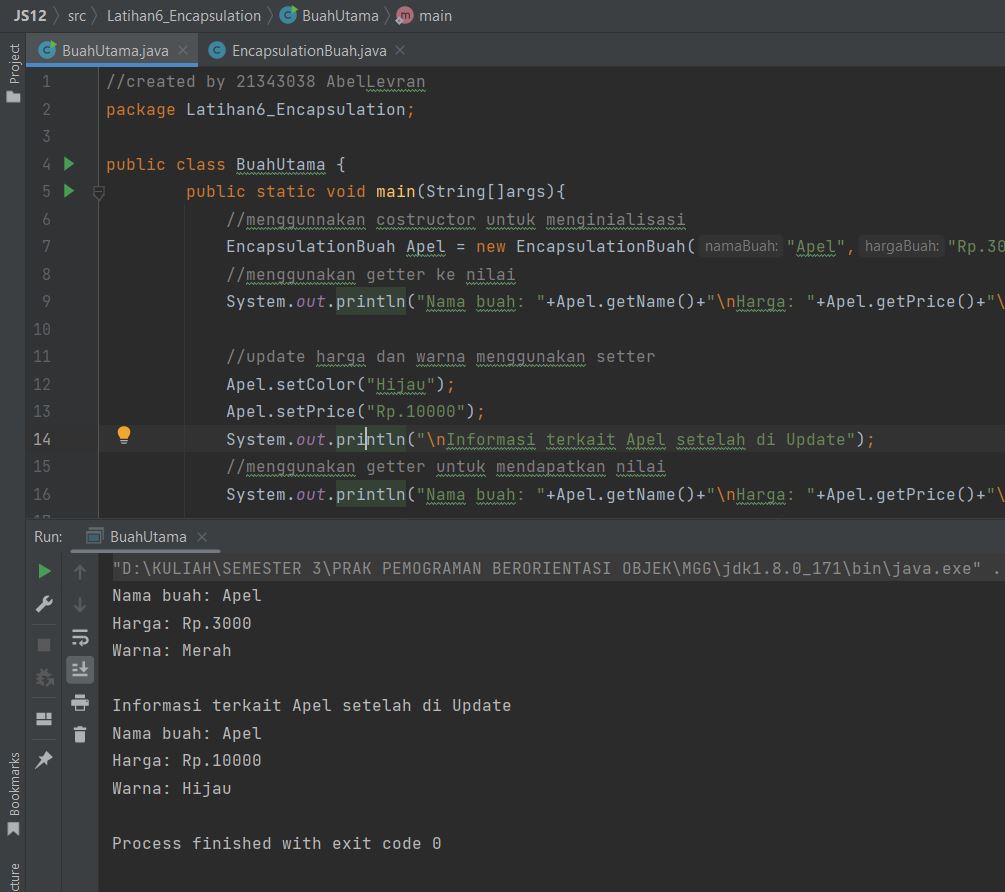 JS12 src Latihan6_Encapsulation BuahUtama main
Project
BuahUtama.java EncapsulationBuah.java
1 //created by 21343038 AbelLevran
2 package Latihan6_Encapsulation;
3
4 public class BuahUtama {
5 public static void main(String[]args){
6 //menggunnakan costructor untuk menginialisasi
7 EncapsulationBuah Apel = new EncapsulationBuah( namaBuah: "Apel", hargaBuah: "Rp.30
8 //menggunakan getter ke nilai
9 System.out.println("Nama buah: "+Apel.getName()+"\nHarga: "+Apel.getPrice()+"\
10
11 //update harga dan warna menggunakan setter
12 Apel.setColor("Hijau");
13 Apel.setPrice("Rp.10000");
14 System.out.println("\nInformasi terkait Apel setelah di Update");
15 //menggunakan getter untuk mendapatkan nilai
16 System.out.println("Nama buah: "+Apel.getName()+"\nHarga: "+Apel.getPrice()+"\
Run: BuahUtama
"D:\KULIAH\SEMESTER 3\PRAK PEMOGRAMAN BERORIENTASI OBJEK\MGG\jdk1.8.0_171\bin\java.exe" .
Nama buah: Apel
Harga: Rp.3000
Warna: Merah
Informasi terkait Apel setelah di Update
Nama buah: Apel
Harga: Rp.10000
Warna: Hijau
Process finished with exit code 0
Bookmarks
cture